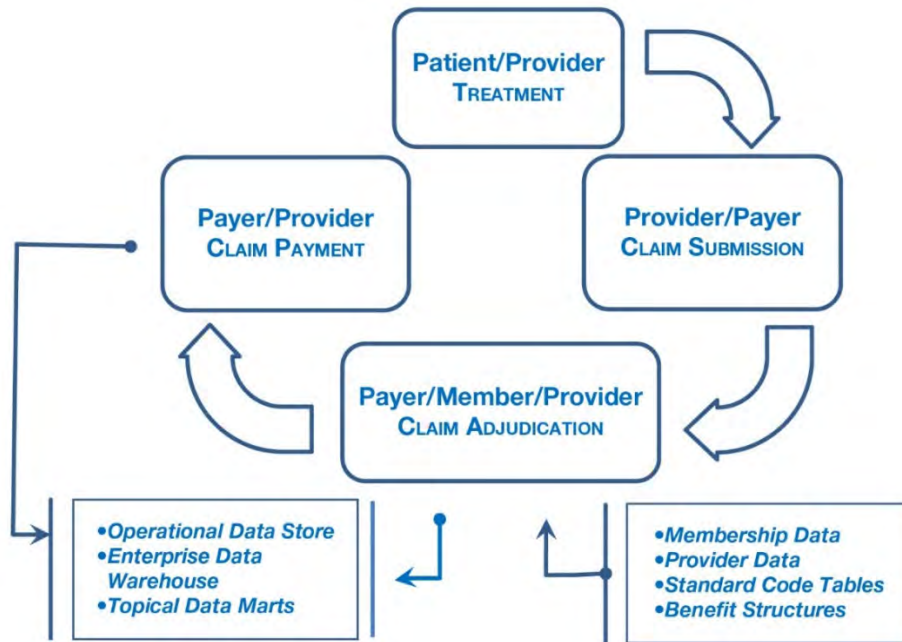 Patient/Provider
TREATMENT
Payer/Provider
CLAIM PAYMENT
Provider/Payer
CLAIM SUBMISSION
Payer/Member/Provider
CLAIM ADJUDICATION
•Operational Data Store
•Enterprise Data
Warehouse
•Topical Data Marts
•Membership Data
•Provider Data
•Standard Code Tables
•Benefit Structures